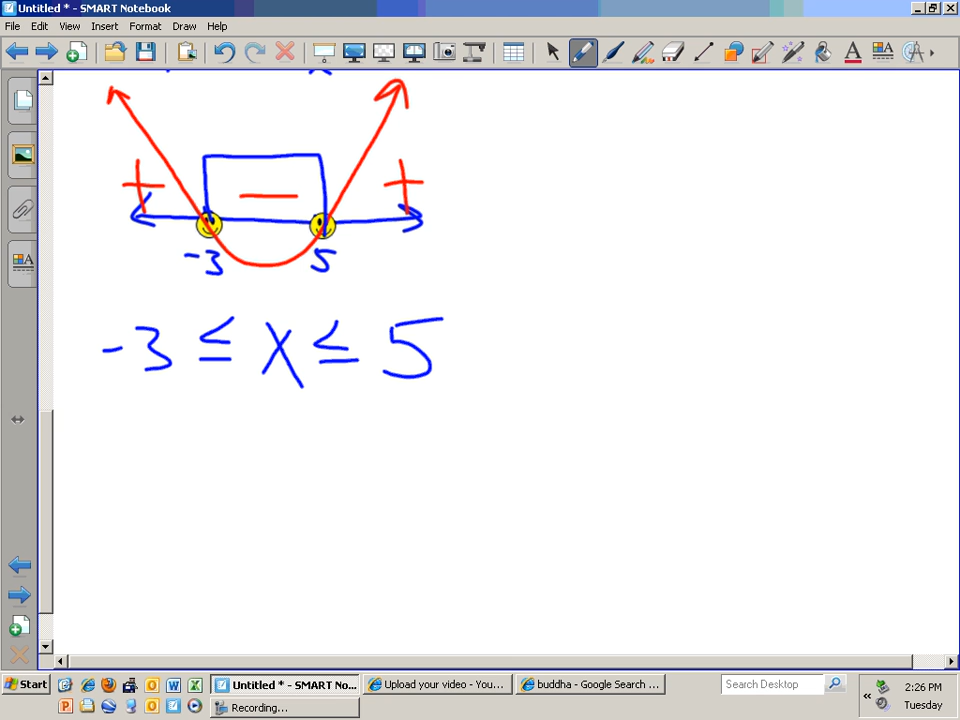 Untitled * - SMART Notebook
File Edit View Insert Format Draw Help
+ — +
-3 5
-3 ≤ x ≤ 5
Start Untitled * - SMART No... Upload your video - You... buddha - Google Search ... Search Desktop 2:26 PM
Recording... Tuesday